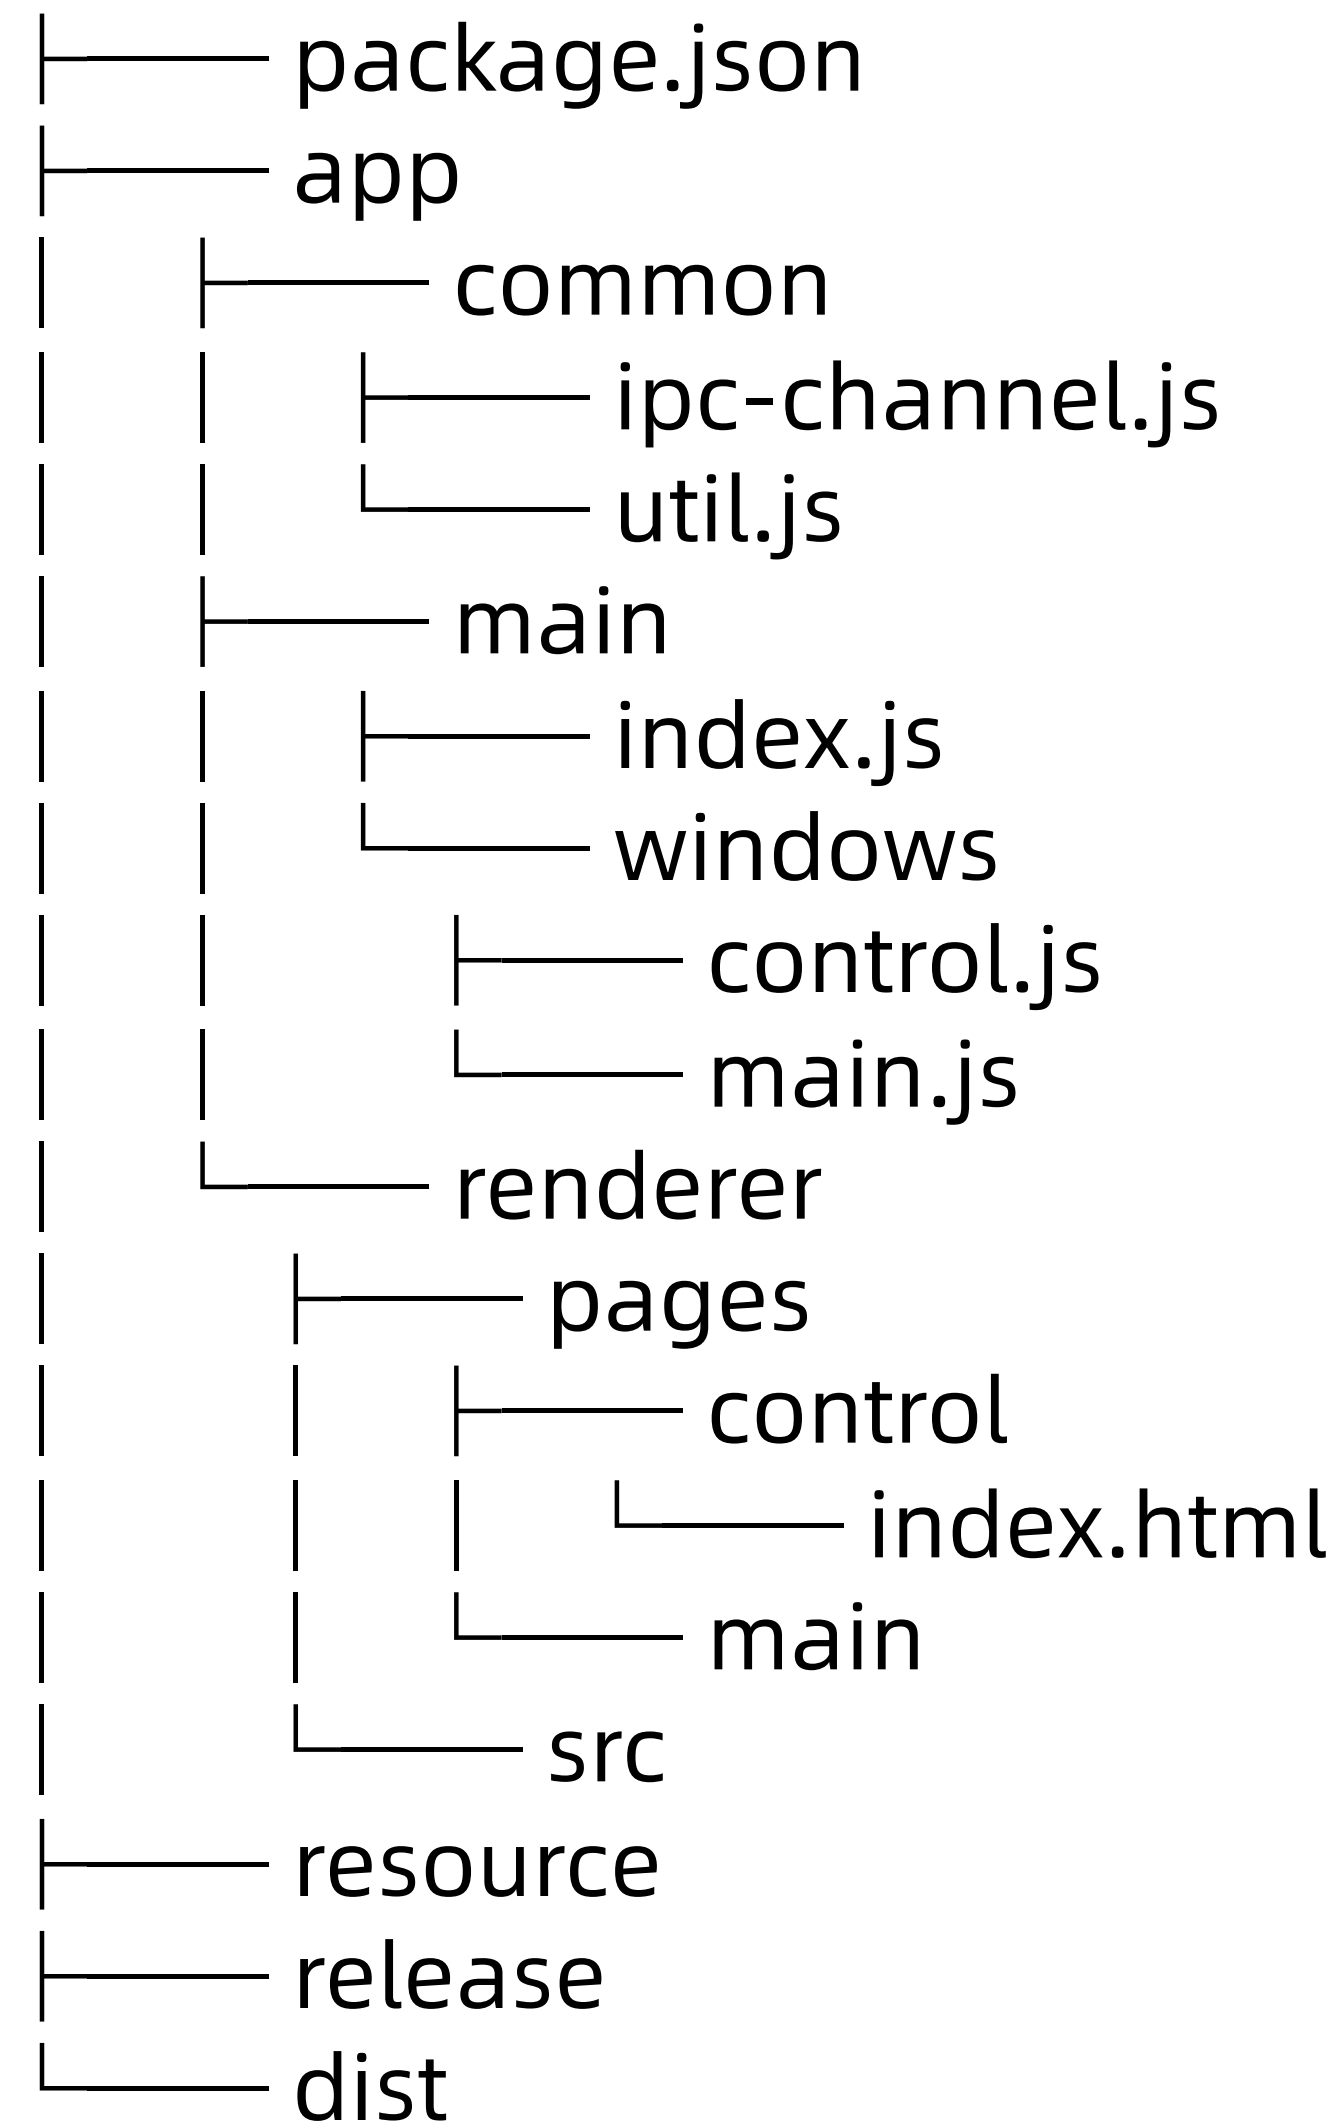 package.json
app
common
ipc-channel.js
util.js
main
index.js
windows
control.js
main.js
renderer
pages
control
index.html
main
src
resource
release
dist